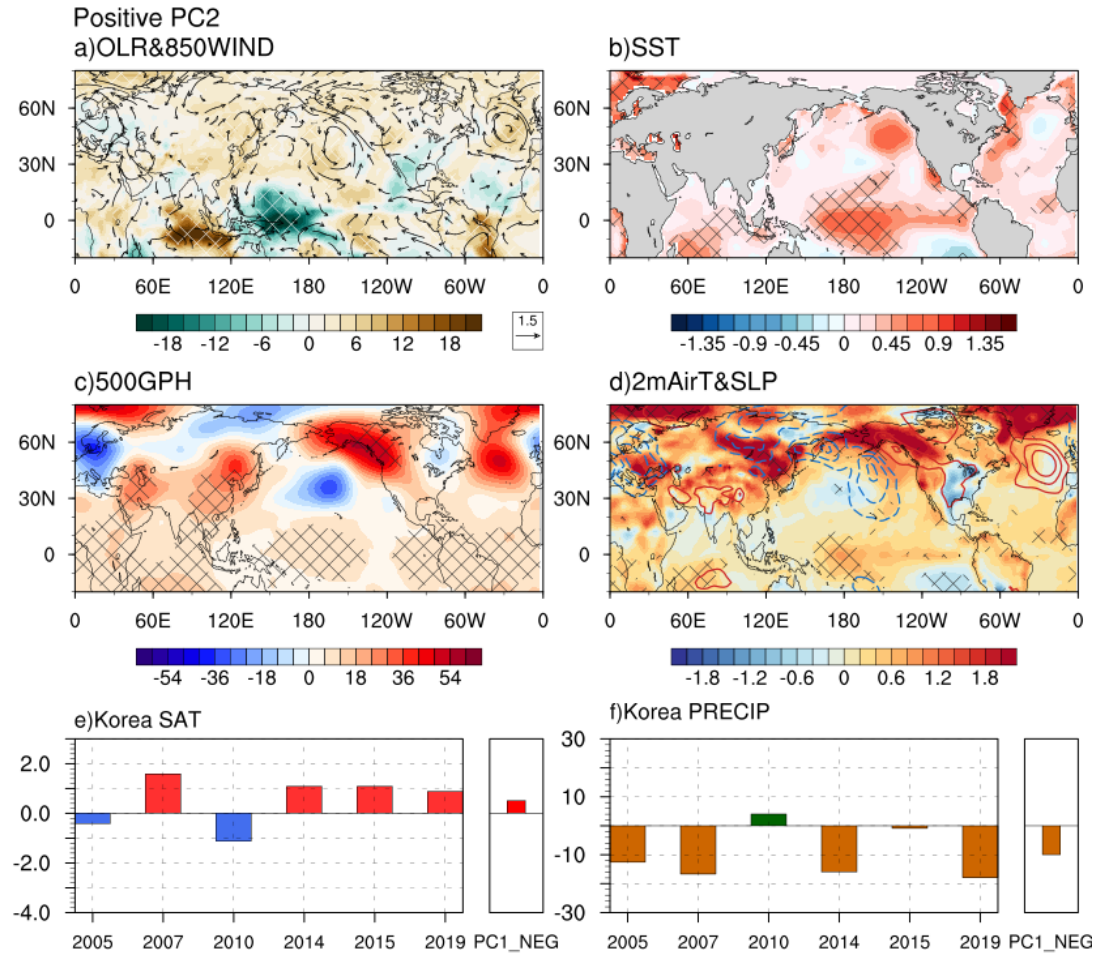 Positive PC2
a)OLR&850WIND
b)SST
60N
30N
0
0 60E 120E 180 120W 60W 0
-18 -12 -6 0 6 12 18
1.5
60N
30N
0
0 60E 120E 180 120W 60W 0
-1.35 -0.9 -0.45 0 0.45 0.9 1.35
c)500GPH
d)2mAirT&SLP
60N
30N
0
0 60E 120E 180 120W 60W 0
-54 -36 -18 0 18 36 54
60N
30N
0
0 60E 120E 180 120W 60W 0
-1.8 -1.2 -0.6 0 0.6 1.2 1.8
e)Korea SAT
2.0
0.0
-2.0
-4.0
2005 2007 2010 2014 2015 2019 PC1_NEG
f)Korea PRECIP
30
10
-10
-30
2005 2007 2010 2014 2015 2019 PC1_NEG